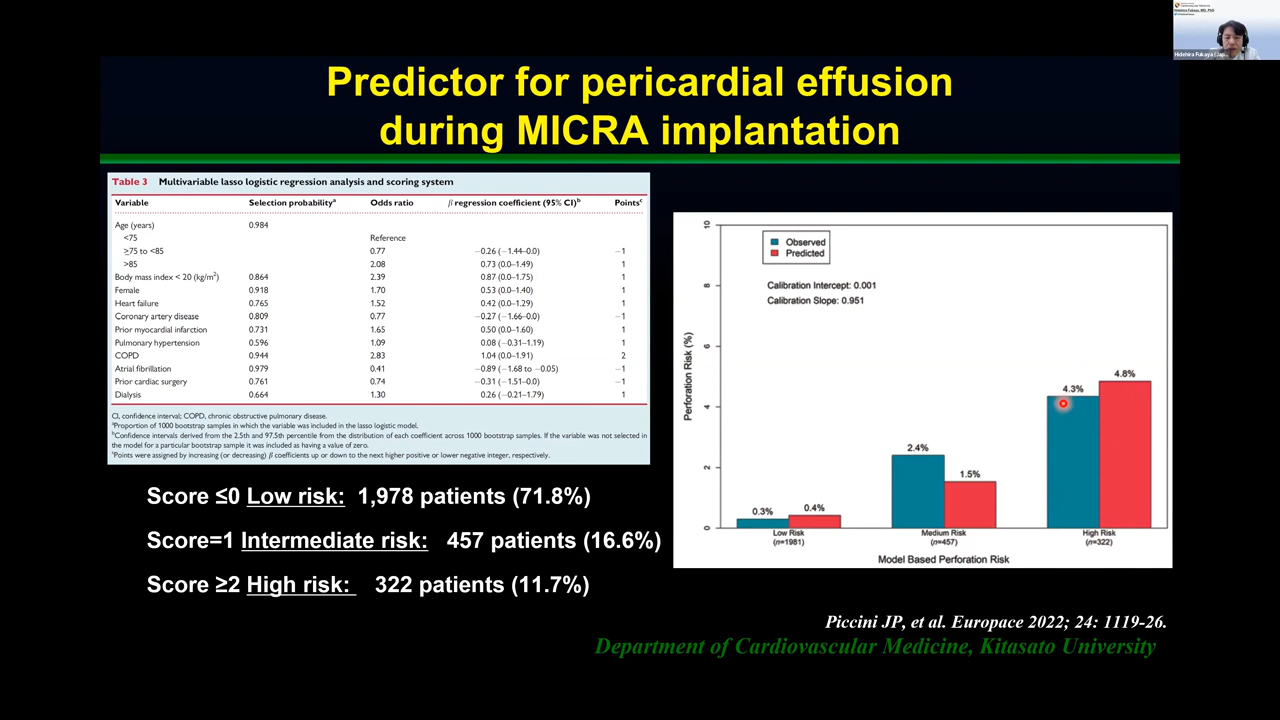 Hidehira Fukaya, MD, PhD
Hidehira Fukaya (Jap...
Predictor for pericardial effusion
during MICRA implantation
Table 3 Multivariable lasso logistic regression analysis and scoring system
Variable Selection probabilityᵃ Odds ratio β regression coefficient (95% CI)ᵇ Pointsᶜ
Age (years) 0.984
<75 Reference
≥75 to <85 0.77 −0.26 (−1.44–0.0) −1
>85 2.08 0.73 (0.0–1.49) 1
Body mass index < 20 (kg/m²) 0.864 2.39 0.87 (0.0–1.75) 1
Female 0.918 1.70 0.53 (0.0–1.40) 1
Heart failure 0.765 1.52 0.42 (0.0–1.29) 1
Coronary artery disease 0.809 0.77 −0.27 (−1.66–0.0) −1
Prior myocardial infarction 0.731 1.65 0.50 (0.0–1.60) 1
Pulmonary hypertension 0.596 1.09 0.08 (−0.31–1.19) 1
COPD 0.944 2.83 1.04 (0.0–1.91) 2
Atrial fibrillation 0.979 0.41 −0.89 (−1.68 to −0.05) −1
Prior cardiac surgery 0.761 0.74 −0.31 (−1.51–0.0) −1
Dialysis 0.664 1.30 0.26 (−0.21–1.79) 1
CI, confidence interval; COPD, chronic obstructive pulmonary disease.
ᵃProportion of 1000 bootstrap samples in which the variable was included in the lasso logistic model.
ᵇConfidence intervals derived from the 2.5th and 97.5th percentile from the distribution of each coefficient across 1000 bootstrap samples. If the variable was not selected in
the model for a particular bootstrap sample it was included as having a value of zero.
ᶜPoints were assigned by increasing (or decreasing) β coefficients up or down to the next higher positive or lower negative integer, respectively.
Score ≤0 Low risk: 1,978 patients (71.8%)
Score=1 Intermediate risk: 457 patients (16.6%)
Score ≥2 High risk: 322 patients (11.7%)
Observed
Predicted
Calibration Intercept: 0.001
Calibration Slope: 0.951
Perforation Risk (%)
10
8
6
4
2
0
0.3% 0.4%
2.4% 1.5%
4.3% 4.8%
Low Risk Medium Risk High Risk
(n=1981) (n=457) (n=322)
Model Based Perforation Risk
Piccini JP, et al. Europace 2022; 24: 1119-26.
Department of Cardiovascular Medicine, Kitasato University